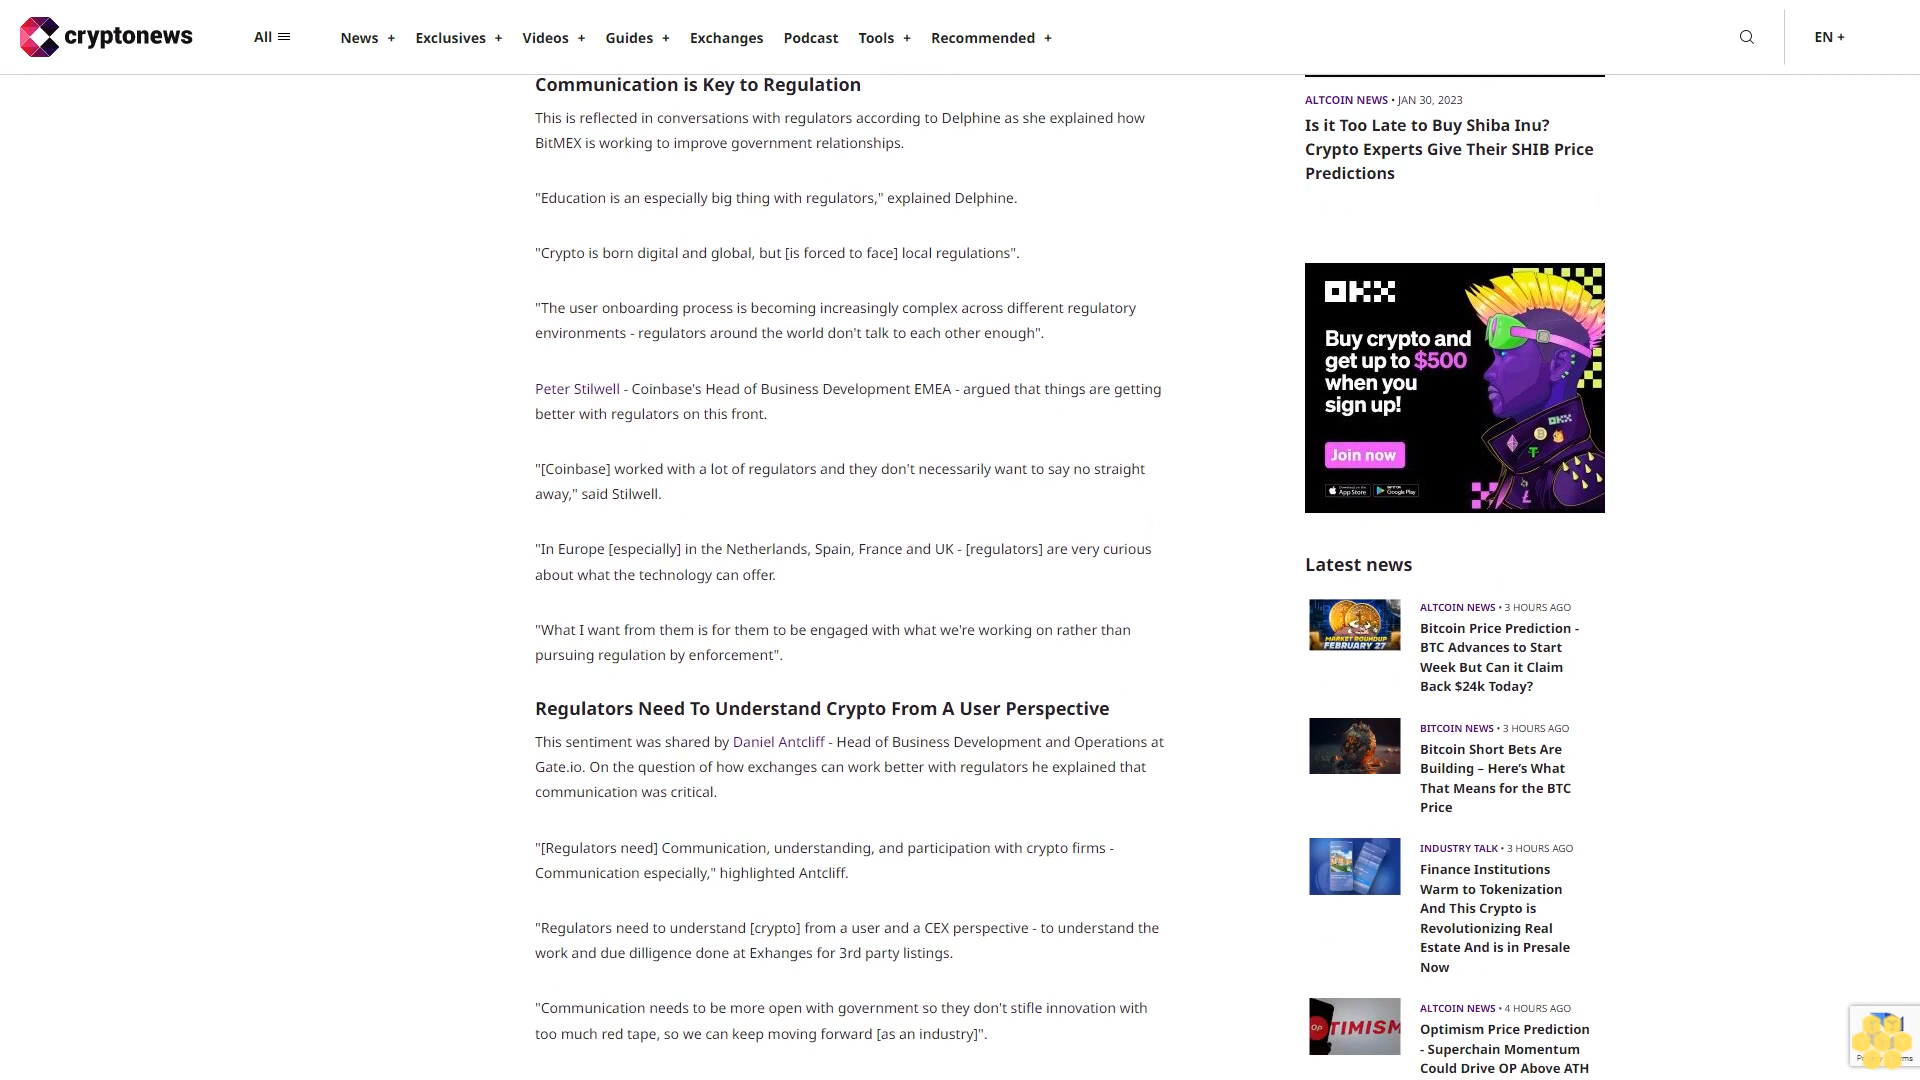 cryptonews
All
News +
Exclusives +
Videos +
Guides +
Exchanges
Podcast
Tools +
Recommended +
EN +
Communication is Key to Regulation
This is reflected in conversations with regulators according to Delphine as she explained how
BitMEX is working to improve government relationships.
"Education is an especially big thing with regulators," explained Delphine.
"Crypto is born digital and global, but [is forced to face] local regulations".
"The user onboarding process is becoming increasingly complex across different regulatory
environments - regulators around the world don't talk to each other enough".
Peter Stilwell - Coinbase's Head of Business Development EMEA - argued that things are getting
better with regulators on this front.
"[Coinbase] worked with a lot of regulators and they don't necessarily want to say no straight
away," said Stilwell.
"In Europe [especially] in the Netherlands, Spain, France and UK - [regulators] are very curious
about what the technology can offer.
"What I want from them is for them to be engaged with what we're working on rather than
pursuing regulation by enforcement".
Regulators Need To Understand Crypto From A User Perspective
This sentiment was shared by Daniel Antcliff - Head of Business Development and Operations at
Gate.io. On the question of how exchanges can work better with regulators he explained that
communication was critical.
"[Regulators need] Communication, understanding, and participation with crypto firms -
Communication especially," highlighted Antcliff.
"Regulators need to understand [crypto] from a user and a CEX perspective - to understand the
work and due dilligence done at Exhanges for 3rd party listings.
"Communication needs to be more open with government so they don't stifle innovation with
too much red tape, so we can keep moving forward [as an industry]".
ALTCOIN NEWS • JAN 30, 2023
Is it Too Late to Buy Shiba Inu?
Crypto Experts Give Their SHIB Price
Predictions
OKX
Buy crypto and
get up to $500
when you
sign up!
Join now
App Store
Google Play
OKX
Latest news
MARKET ROUNDUP
FEBRUARY 27
ALTCOIN NEWS • 3 HOURS AGO
Bitcoin Price Prediction -
BTC Advances to Start
Week But Can it Claim
Back $24k Today?
BITCOIN NEWS • 3 HOURS AGO
Bitcoin Short Bets Are
Building – Here's What
That Means for the BTC
Price
INDUSTRY TALK • 3 HOURS AGO
Finance Institutions
Warm to Tokenization
And This Crypto is
Revolutionizing Real
Estate And is in Presale
Now
OP
TIMISM
ALTCOIN NEWS • 4 HOURS AGO
Optimism Price Prediction
- Superchain Momentum
Could Drive OP Above ATH